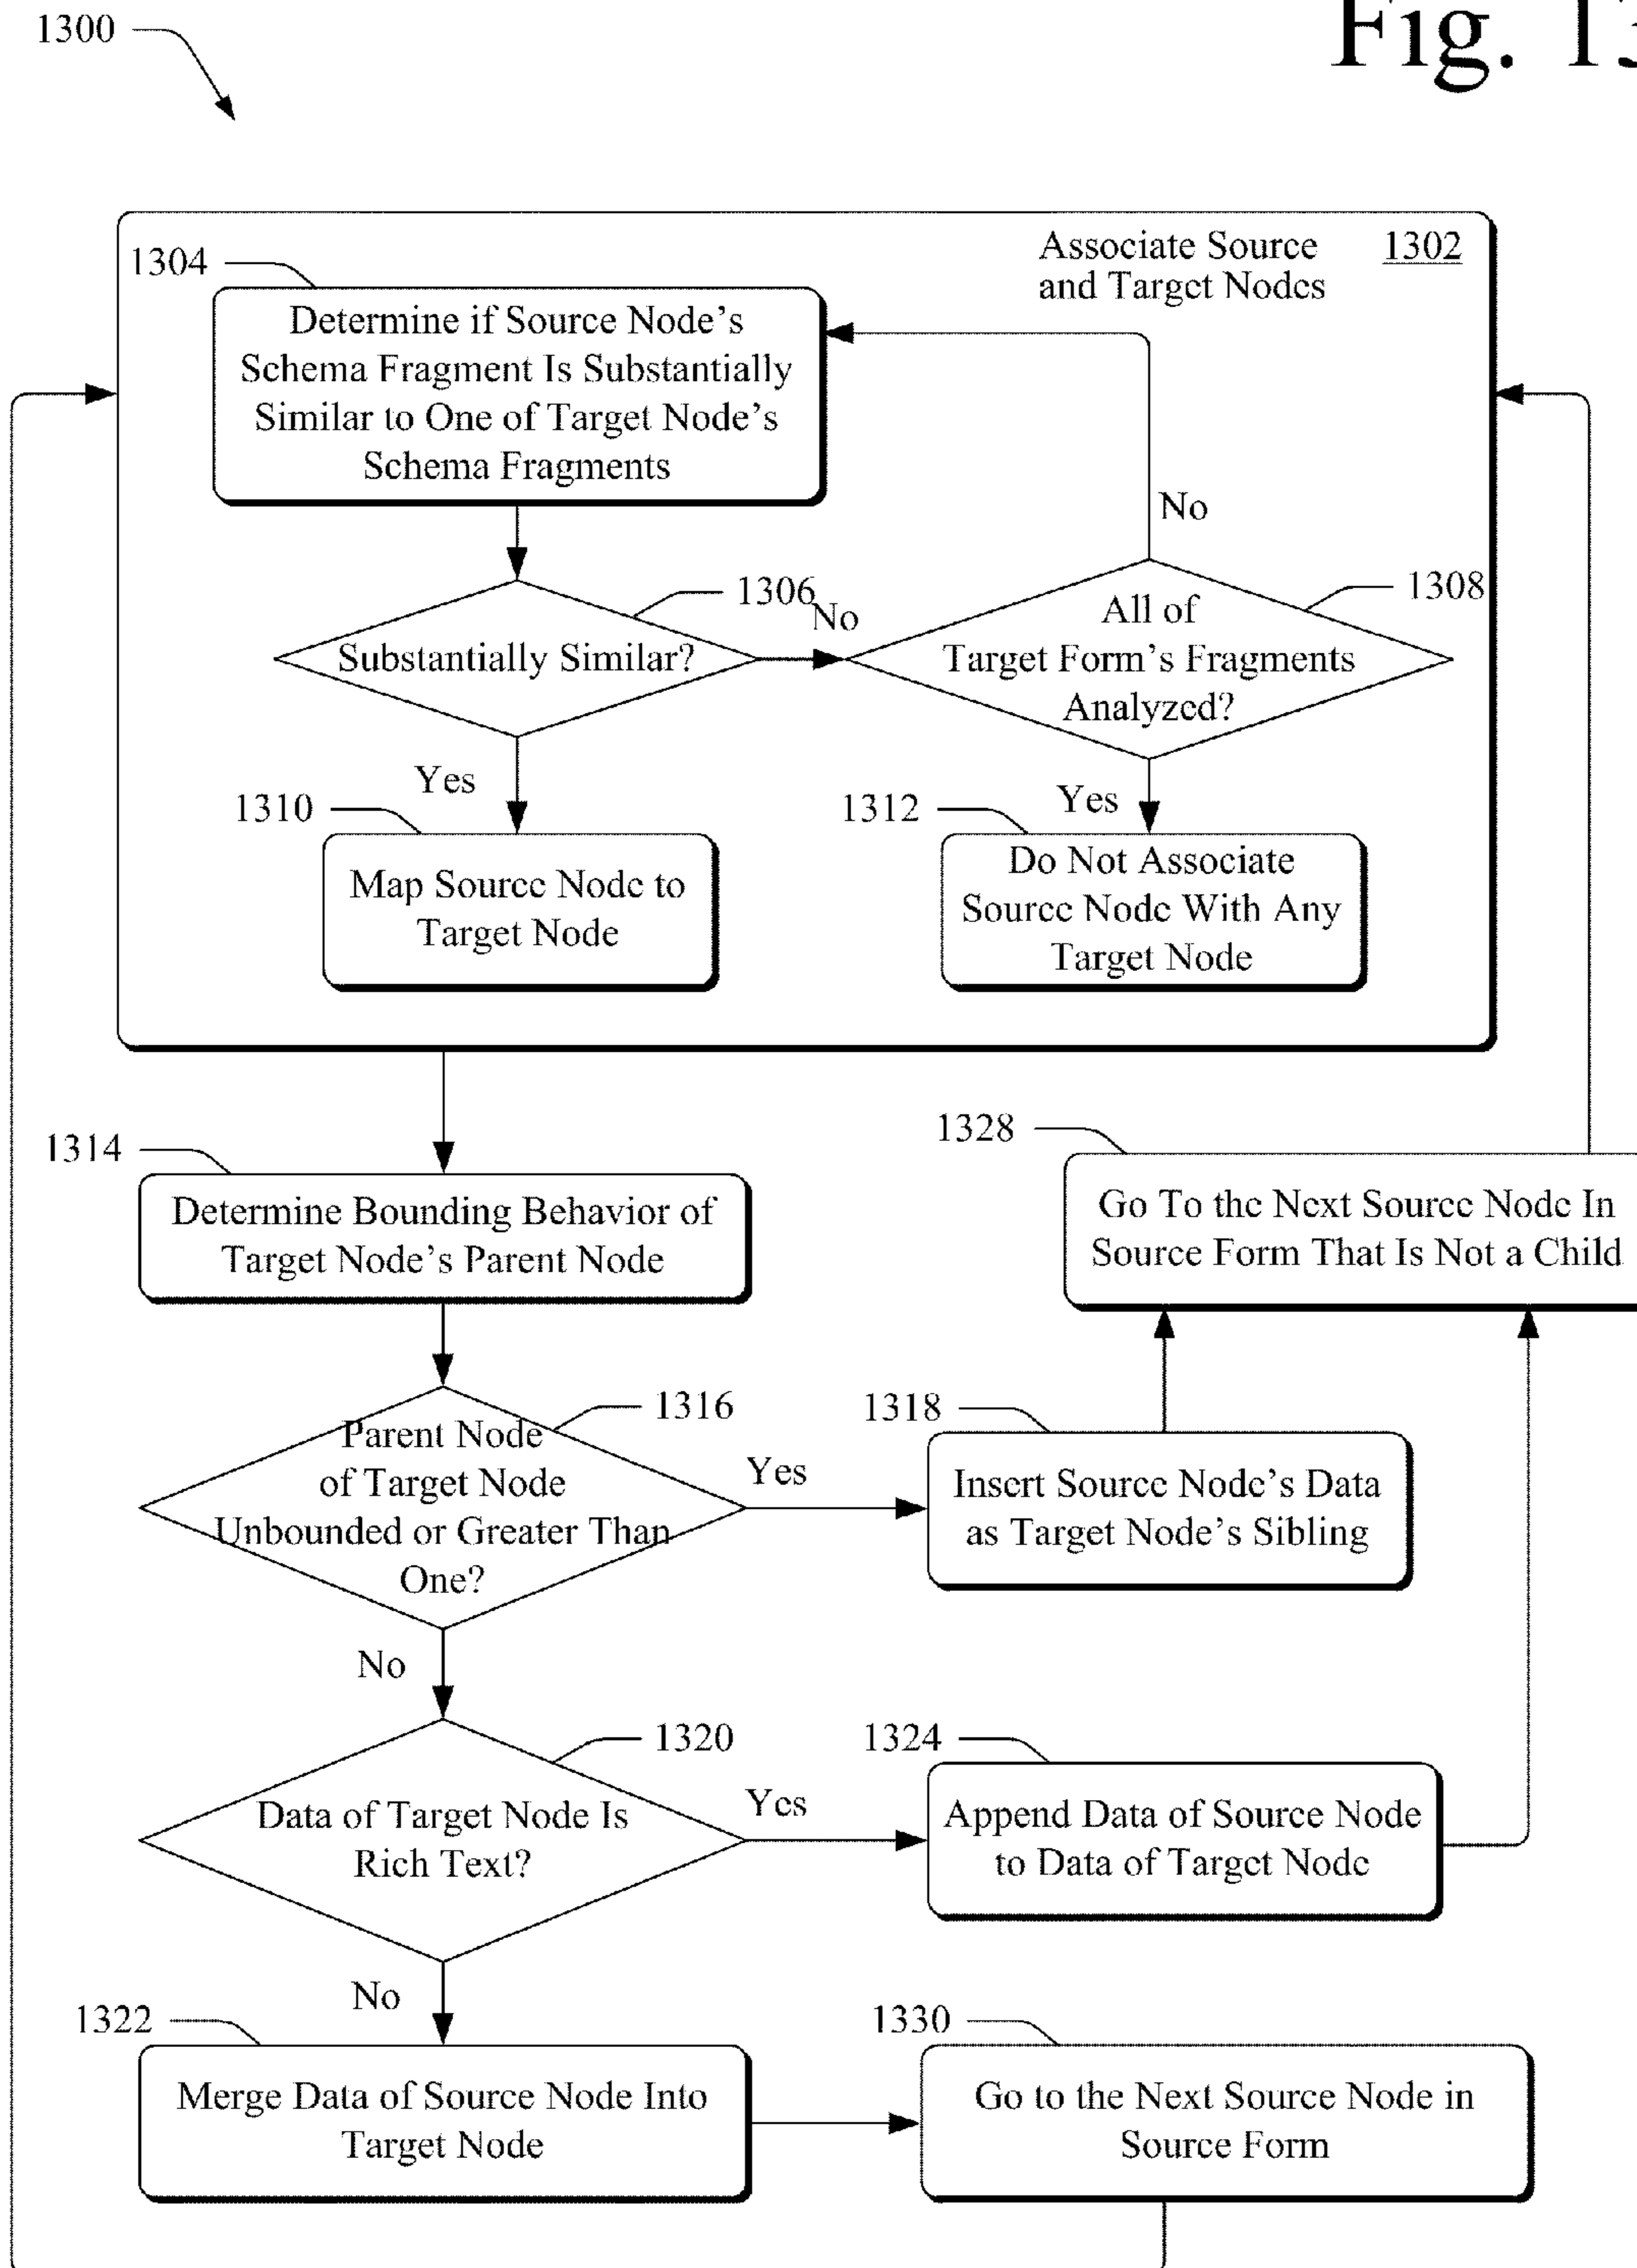 1300
Fig. 13
1302
Associate Source
and Target Nodes
1304
Determine if Source Node's
Schema Fragment Is Substantially
Similar to One of Target Node's
Schema Fragments
No
1306
Substantially Similar?
No
1308
All of
Target Form's Fragments
Analyzed?
Yes
1310
Map Source Node to
Target Node
Yes
1312
Do Not Associate
Source Node With Any
Target Node
1314
Determine Bounding Behavior of
Target Node's Parent Node
1328
Go To the Next Source Node In
Source Form That Is Not a Child
1316
Parent Node
of Target Node
Unbounded or Greater Than
One?
Yes
1318
Insert Source Node's Data
as Target Node's Sibling
No
1320
Data of Target Node Is
Rich Text?
Yes
1324
Append Data of Source Node
to Data of Target Node
No
1322
Merge Data of Source Node Into
Target Node
1330
Go to the Next Source Node in
Source Form